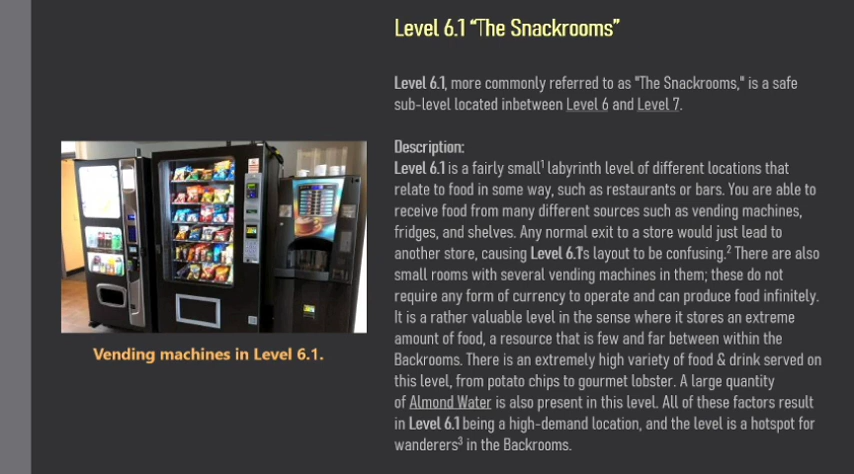 Level 6.1 “The Snackrooms”
Level 6.1, more commonly referred to as "The Snackrooms," is a safe
sub-level located inbetween Level 6 and Level 7.
Description:
Level 6.1 is a fairly small¹ labyrinth level of different locations that
relate to food in some way, such as restaurants or bars. You are able to
receive food from many different sources such as vending machines,
fridges, and shelves. Any normal exit to a store would just lead to
another store, causing Level 6.1's layout to be confusing.² There are also
small rooms with several vending machines in them; these do not
require any form of currency to operate and can produce food infinitely.
It is a rather valuable level in the sense where it stores an extreme
amount of food, a resource that is few and far between within the
Backrooms. There is an extremely high variety of food & drink served on
this level, from potato chips to gourmet lobster. A large quantity
of Almond Water is also present in this level. All of these factors result
in Level 6.1 being a high-demand location, and the level is a hotspot for
wanderers³ in the Backrooms.
Vending machines in Level 6.1.